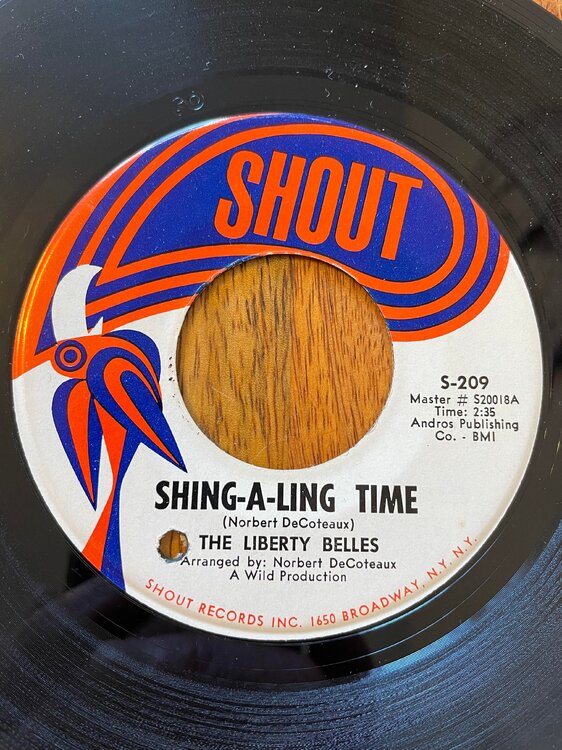 SHOUT
S-209
Master # S20018A
Time: 2:35
Andros Publishing
Co. - BMI
SHING-A-LING TIME
(Norbert DeCoteaux)
THE LIBERTY BELLES
Arranged by: Norbert DeCoteaux
A Wild Production
SHOUT RECORDS INC. 1650 BROADWAY, N.Y. N.Y.